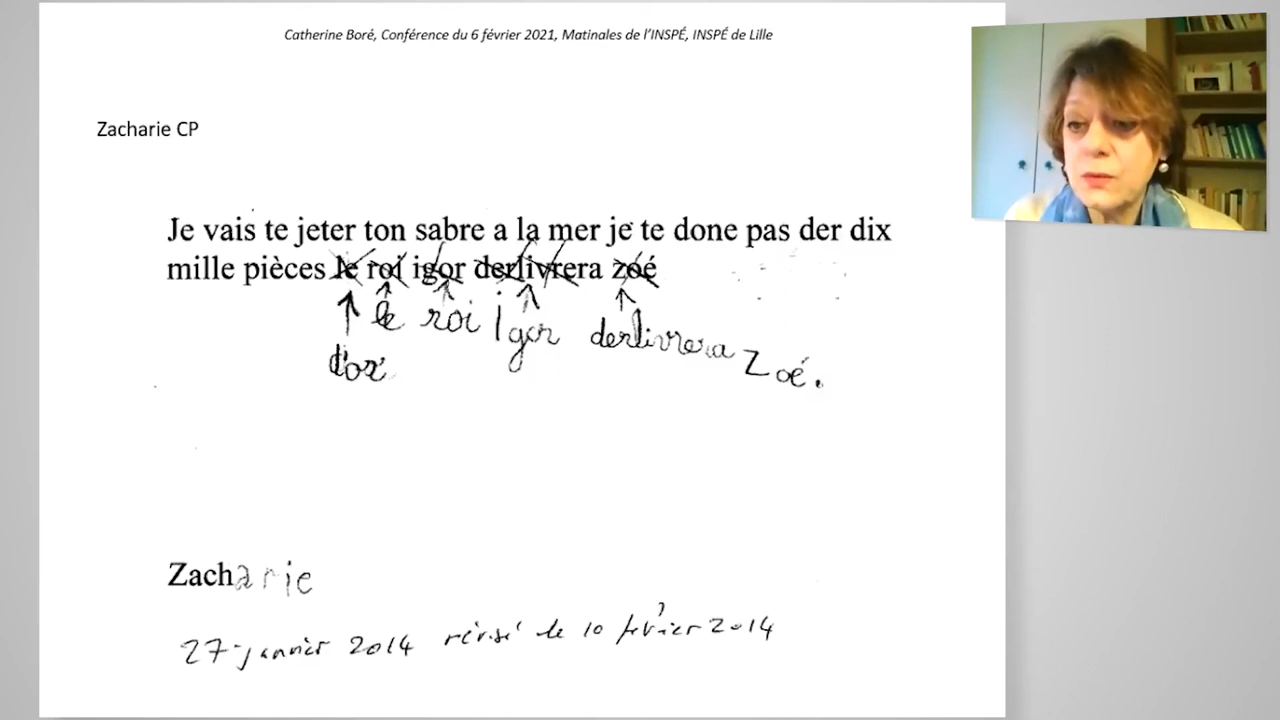 Catherine Boré, Conférence du 6 février 2021, Matinales de l'INSPÉ, INSPÉ de Lille
Zacharie CP
Je vais te jeter ton sabre a la mer je te done pas der dix
mille pièces le roi igor derlivrera zoé
le roi Igor derlivrera Zoé.
d'or
Zacharie
27 janvier 2014 révisé le 10 février 2014